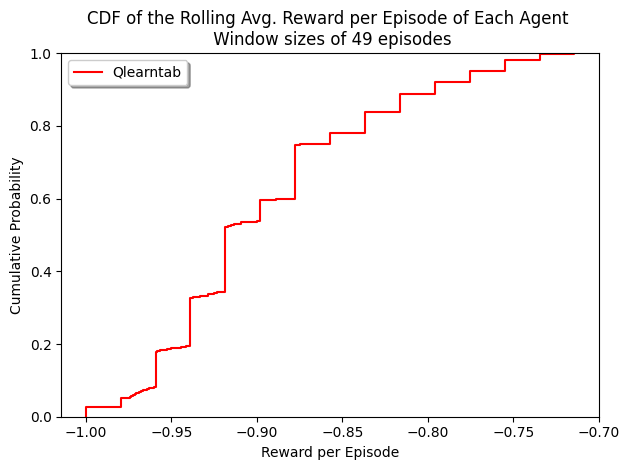 CDF of the Rolling Avg. Reward per Episode of Each Agent
Window sizes of 49 episodes
Qlearntab
Cumulative Probability
1.0
0.8
0.6
0.4
0.2
0.0
−1.00 −0.95 −0.90 −0.85 −0.80 −0.75 −0.70
Reward per Episode